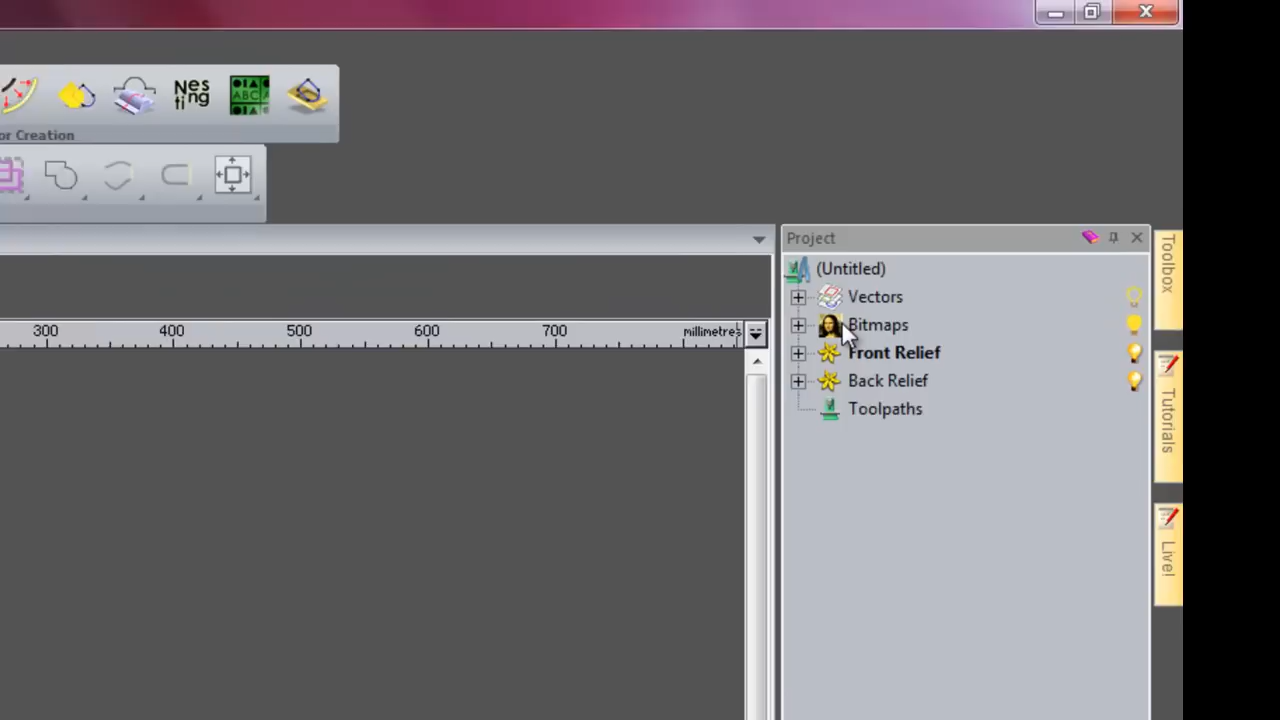 Nes
ting
ABC
or Creation
Project
(Untitled)
Vectors
Bitmaps
Front Relief
Back Relief
Toolpaths
300 400 500 600 700 millimetres
Toolbox
Tutorials
Live!